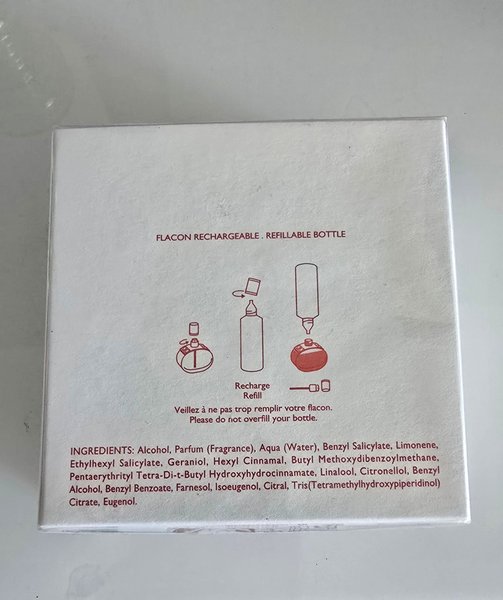 FLACON RECHARGEABLE . REFILLABLE BOTTLE
Recharge
Refill
Veillez à ne pas trop remplir votre flacon.
Please do not overfill your bottle.
INGREDIENTS: Alcohol, Parfum (Fragrance), Aqua (Water), Benzyl Salicylate, Limonene,
Ethylhexyl Salicylate, Geraniol, Hexyl Cinnamal, Butyl Methoxydibenzoylmethane,
Pentaerythrityl Tetra-Di-t-Butyl Hydroxyhydrocinnamate, Linalool, Citronellol, Benzyl
Alcohol, Benzyl Benzoate, Farnesol, Isoeugenol, Citral, Tris(Tetramethylhydroxypiperidinol)
Citrate, Eugenol.